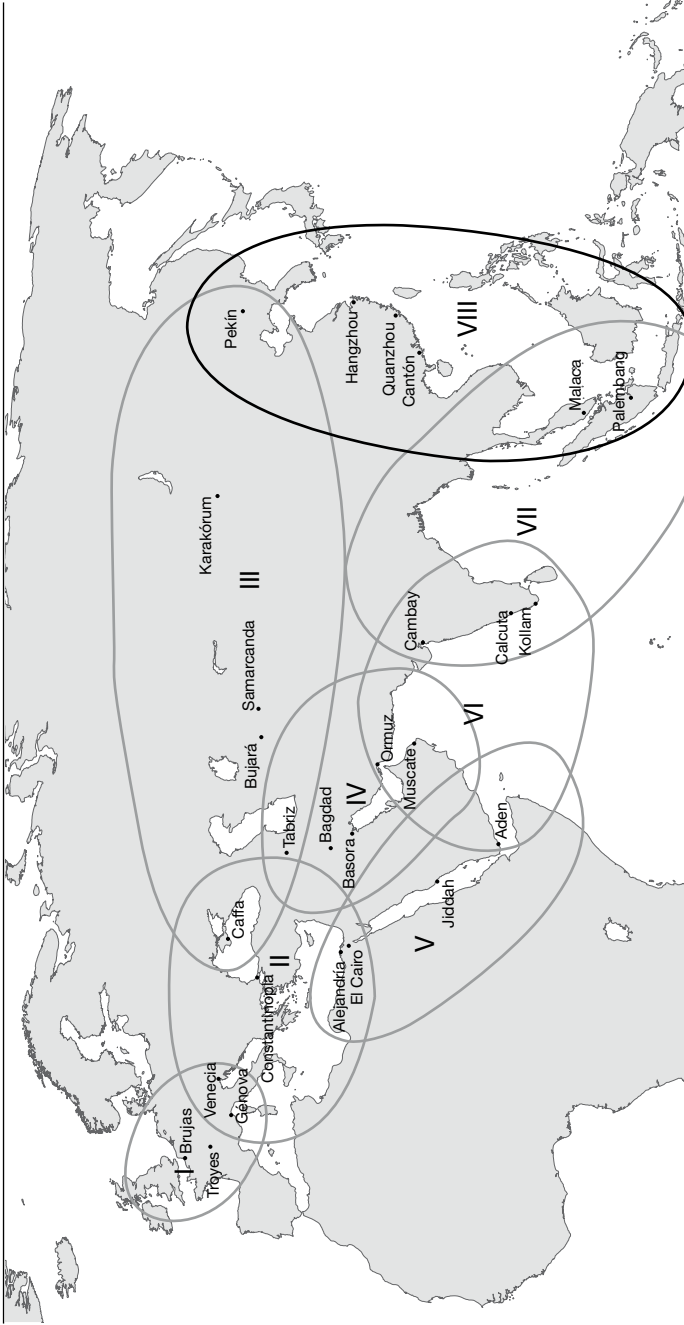 I
Brujas
Troyes
Venecia
Génova
II
Constantinopla
Caffa
Alejandría
El Cairo
III
Bujará
Samarcanda
Karakórum
Pekín
IV
Tabriz
Bagdad
Basora
Ormuz
Muscate
V
Jiddah
Aden
VI
Cambay
Calcuta
Kollam
VII
VIII
Hangzhou
Quanzhou
Cantón
Malaca
Palembang